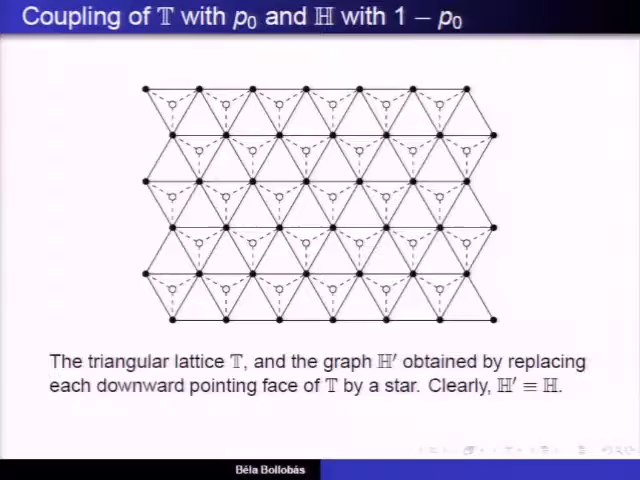 Coupling of 𝕋 with p₀ and ℍ with 1 − p₀
The triangular lattice 𝕋, and the graph ℍ′ obtained by replacing
each downward pointing face of 𝕋 by a star. Clearly, ℍ′ ≡ ℍ.
Béla Bollobás